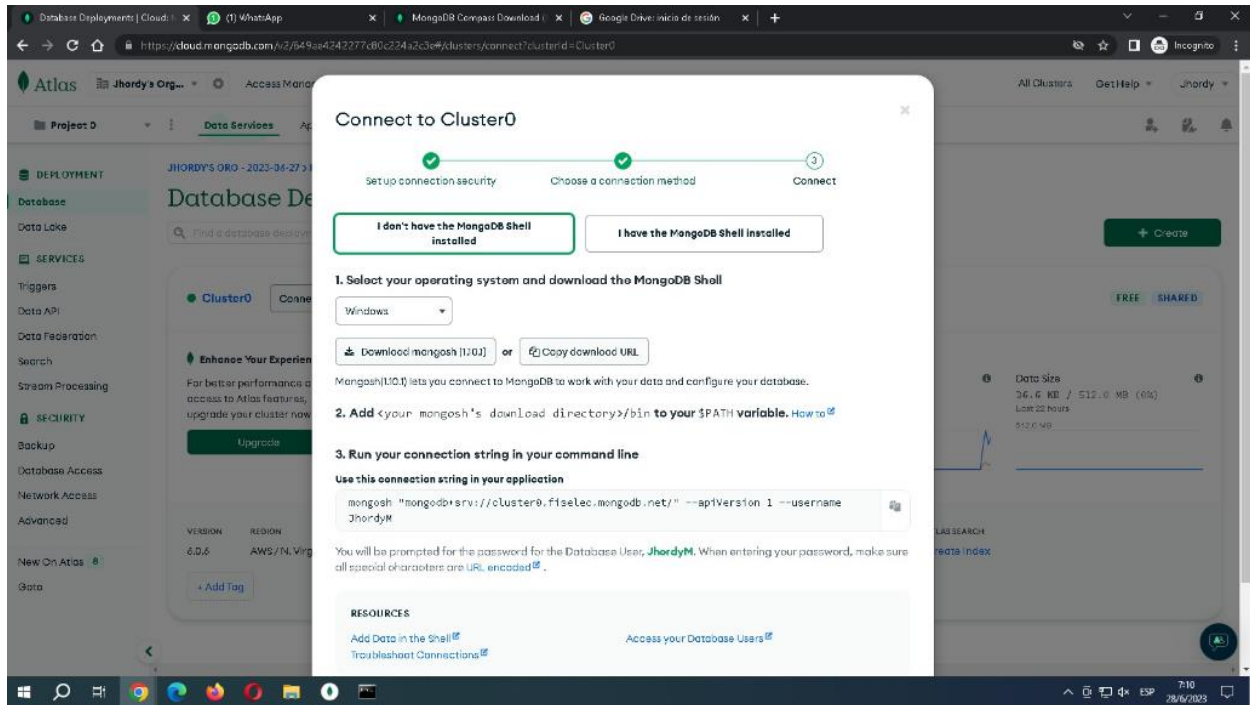 Database Deployments | Cloud:
(1) WhatsApp
MongoDB Compass Download
Google Drive: inicio de sesión
https://cloud.mongodb.com/v2/649ae4242277c80c224a2c3e#/clusters/connect?clusterId=Cluster0
Incognito
Atlas
Jhordy's Org...
Access Manag
All Clusters
Get Help
Jhordy
Project 0
Data Services
Ap
DEPLOYMENT
Database
Data Lake
SERVICES
Triggers
Data API
Data Federation
Search
Stream Processing
SECURITY
Backup
Database Access
Network Access
Advanced
New On Atlas 8
Goto
JHORDY'S ORG - 2023-06-27 >
Database De
Find a database deploym
+ Create
Cluster0
Conne
FREE SHARED
Enhance Your Experien
For better performance a
access to Atlas features,
upgrade your cluster now
Upgrade
Data Size
36.6 KB / 512.0 MB (0%)
Last 22 hours
512.0 MB
VERSION REGION
6.0.6 AWS / N. Virg
+ Add Tag
LAS SEARCH
reate Index
Connect to Cluster0
Set up connection security
Choose a connection method
3
Connect
I don't have the MongoDB Shell
installed
I have the MongoDB Shell installed
1. Select your operating system and download the MongoDB Shell
Windows
Download mongosh (1.10.1) or Copy download URL
Mongosh(1.10.1) lets you connect to MongoDB to work with your data and configure your database.
2. Add <your mongosh's download directory>/bin to your $PATH variable. How to
3. Run your connection string in your command line
Use this connection string in your application
mongosh "mongodb+srv://cluster0.fiselec.mongodb.net/" --apiVersion 1 --username
JhordyM
You will be prompted for the password for the Database User, JhordyM. When entering your password, make sure
all special characters are URL encoded .
RESOURCES
Add Data in the Shell
Access your Database Users
Troubleshoot Connections
ESP
7:10
28/6/2023